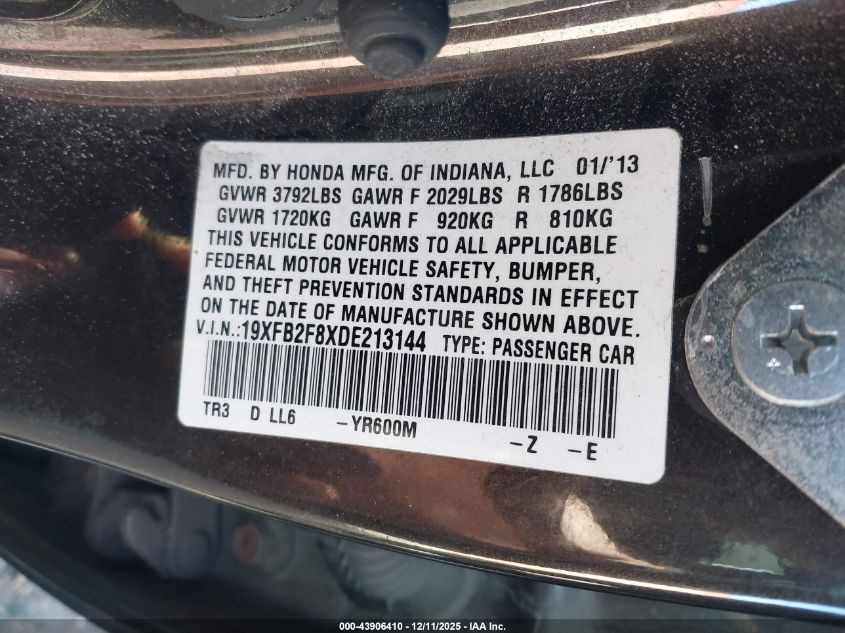 MFD. BY HONDA MFG. OF INDIANA, LLC 01/'13
GVWR 3792LBS GAWR F 2029LBS R 1786LBS
GVWR 1720KG GAWR F 920KG R 810KG
THIS VEHICLE CONFORMS TO ALL APPLICABLE
FEDERAL MOTOR VEHICLE SAFETY, BUMPER,
AND THEFT PREVENTION STANDARDS IN EFFECT
ON THE DATE OF MANUFACTURE SHOWN ABOVE.
V.I.N.:19XFB2F8XDE213144 TYPE: PASSENGER CAR
TR3 D LL6 -YR600M -Z -E
000-43906410 - 12/11/2025 - IAA Inc.